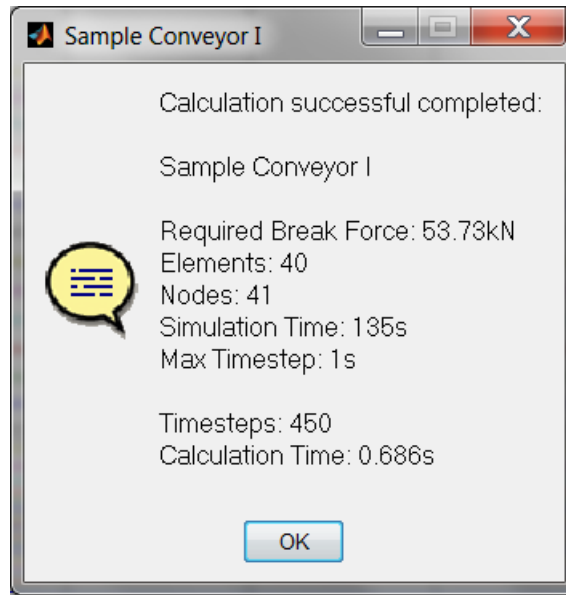 Sample Conveyor I
Calculation successful completed:
Sample Conveyor I
Required Break Force: 53.73kN
Elements: 40
Nodes: 41
Simulation Time: 135s
Max Timestep: 1s
Timesteps: 450
Calculation Time: 0.686s
OK